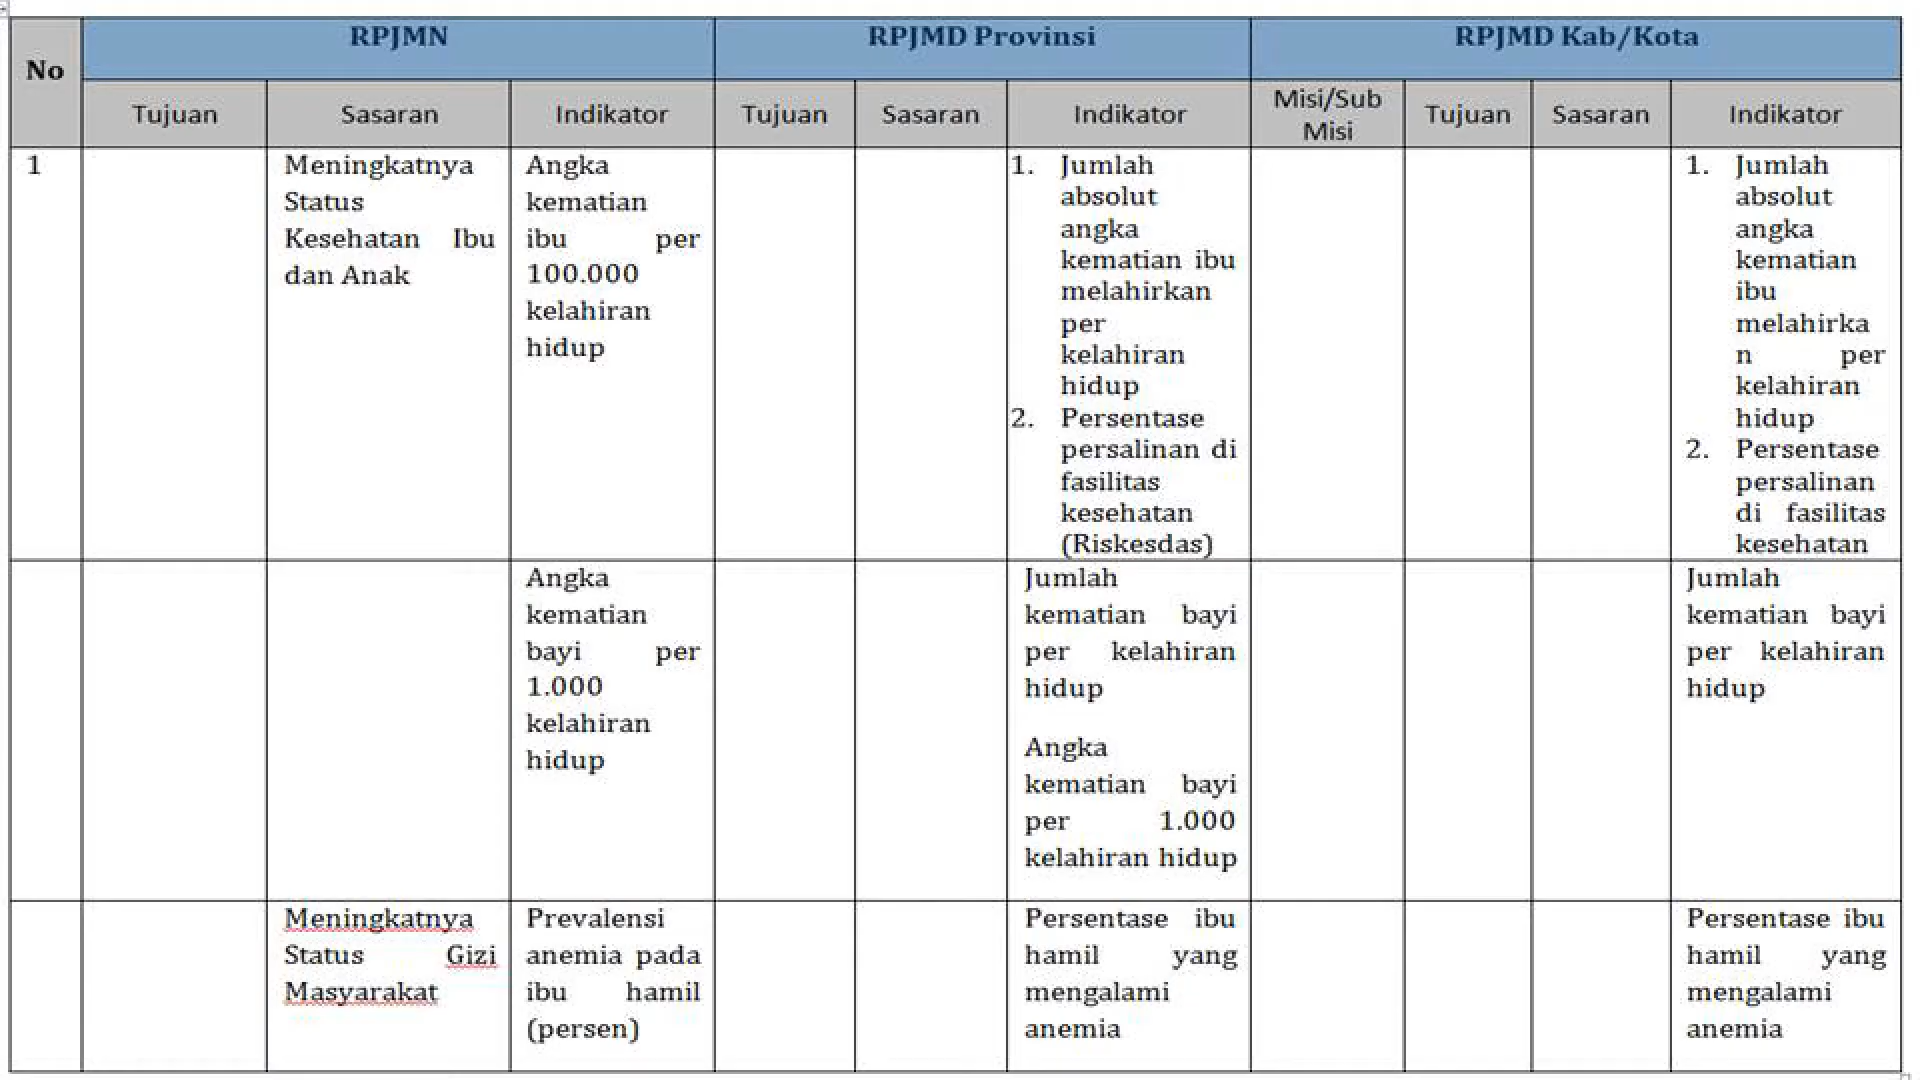 RPJMN
RPJMD Provinsi
RPJMD Kab/Kota
No
Tujuan
Sasaran
Indikator
Tujuan
Sasaran
Indikator
Misi/Sub
Misi
Tujuan
Sasaran
Indikator
1
Meningkatnya
Status
Kesehatan Ibu
dan Anak
Angka
kematian
ibu per
100.000
kelahiran
hidup
1. Jumlah
absolut
angka
kematian ibu
melahirkan
per
kelahiran
hidup
2. Persentase
persalinan di
fasilitas
kesehatan
(Riskesdas)
1. Jumlah
absolut
angka
kematian
ibu
melahirka
n per
kelahiran
hidup
2. Persentase
persalinan
di fasilitas
kesehatan
Angka
kematian
bayi per
1.000
kelahiran
hidup
Jumlah
kematian bayi
per kelahiran
hidup
Angka
kematian bayi
per 1.000
kelahiran hidup
Jumlah
kematian bayi
per kelahiran
hidup
Meningkatnya
Status Gizi
Masyarakat
Prevalensi
anemia pada
ibu hamil
(persen)
Persentase ibu
hamil yang
mengalami
anemia
Persentase ibu
hamil yang
mengalami
anemia